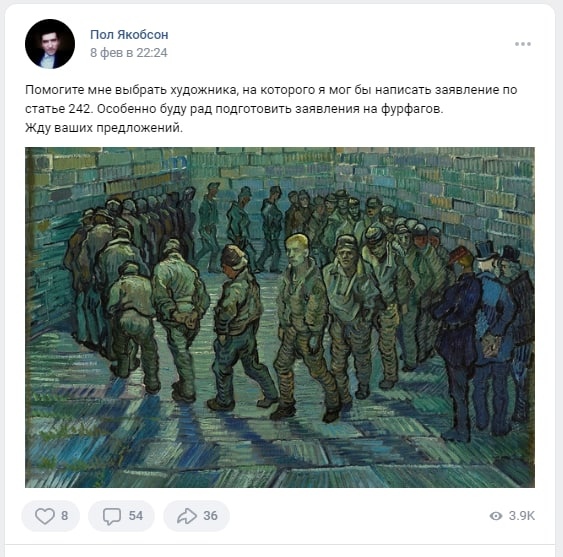 Пол Якобсон
8 фев в 22:24
Помогите мне выбрать художника, на которого я мог бы написать заявление по
статье 242. Особенно буду рад подготовить заявления на фурфагов.
Жду ваших предложений.
8
54
36
3.9K